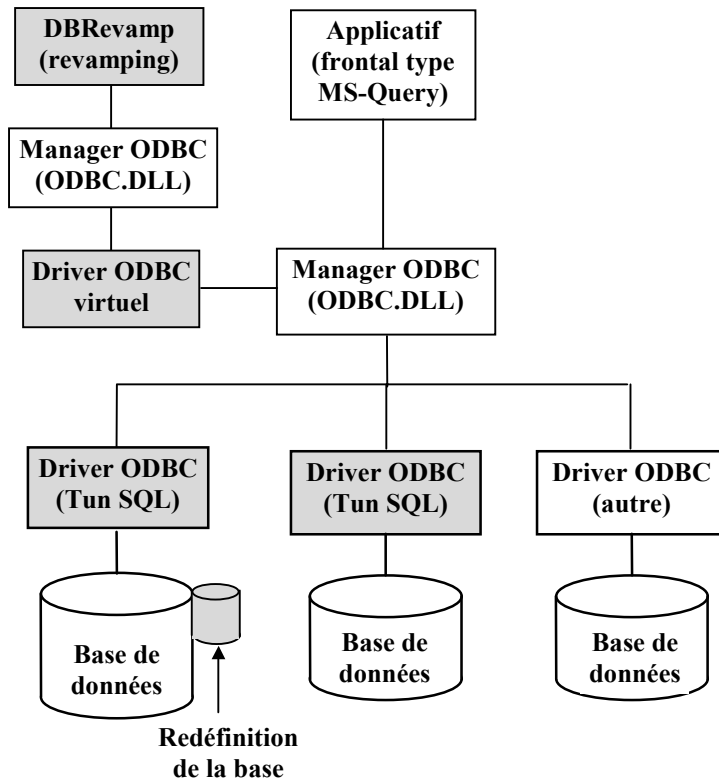 DBRevamp
(revamping)
Applicatif
(frontal type
MS-Query)
Manager ODBC
(ODBC.DLL)
Driver ODBC
virtuel
Manager ODBC
(ODBC.DLL)
Driver ODBC
(Tun SQL)
Driver ODBC
(Tun SQL)
Driver ODBC
(autre)
Base de
données
Base de
données
Base de
données
Redéfinition
de la base